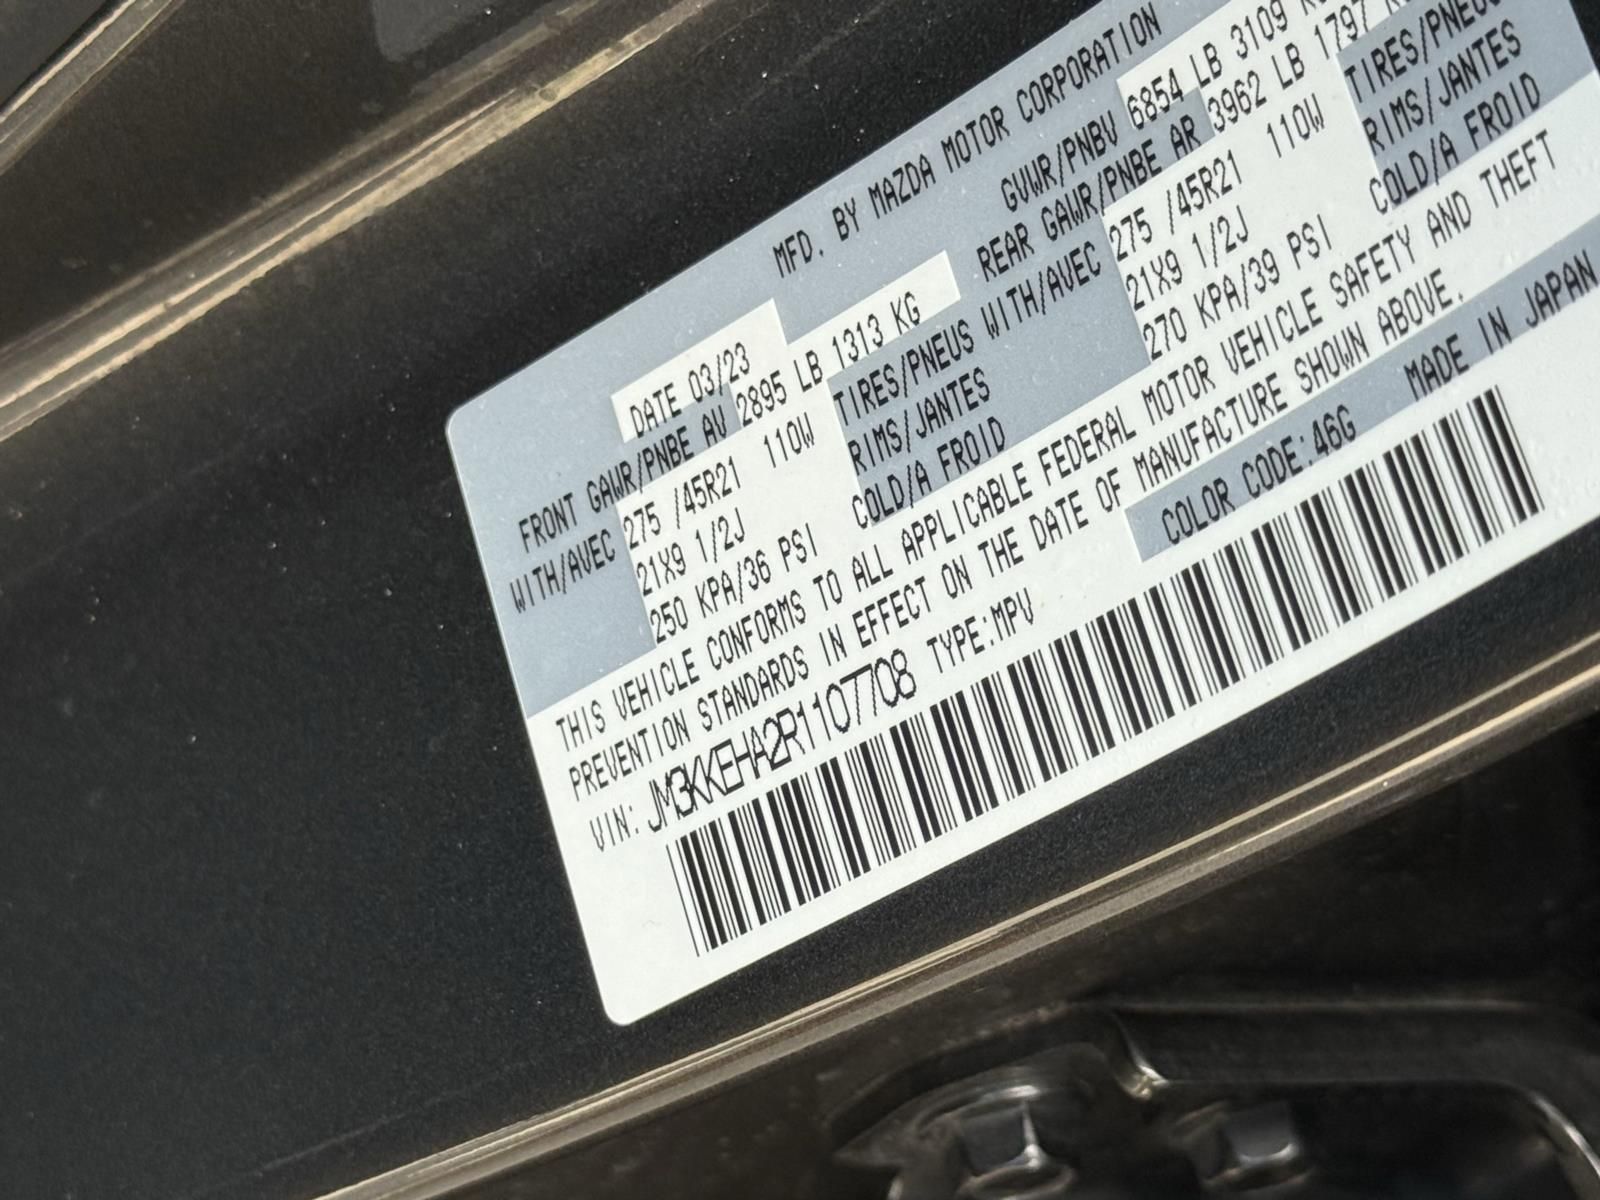 MFD. BY MAZDA MOTOR CORPORATION
DATE 03/23 GVWR/PNBV 6854 LB 3109
FRONT GAWR/PNBE AV 2895 LB 1313 KG REAR GAWR/PNBE AR 3962 LB 1797
WITH/AVEC 275 /45R21 110W TIRES/PNEUS WITH/AVEC 275 /45R21 110W TIRES/PNEUS
21X9 1/2J RIMS/JANTES 21X9 1/2J RIMS/JANTES
250 KPA/36 PSI COLD/A FROID 270 KPA/39 PSI COLD/A FROID
THIS VEHICLE CONFORMS TO ALL APPLICABLE FEDERAL MOTOR VEHICLE SAFETY AND THEFT
PREVENTION STANDARDS IN EFFECT ON THE DATE OF MANUFACTURE SHOWN ABOVE.
VIN: JM3KKEHA2R1107708 TYPE:MPV COLOR CODE:46G MADE IN JAPAN